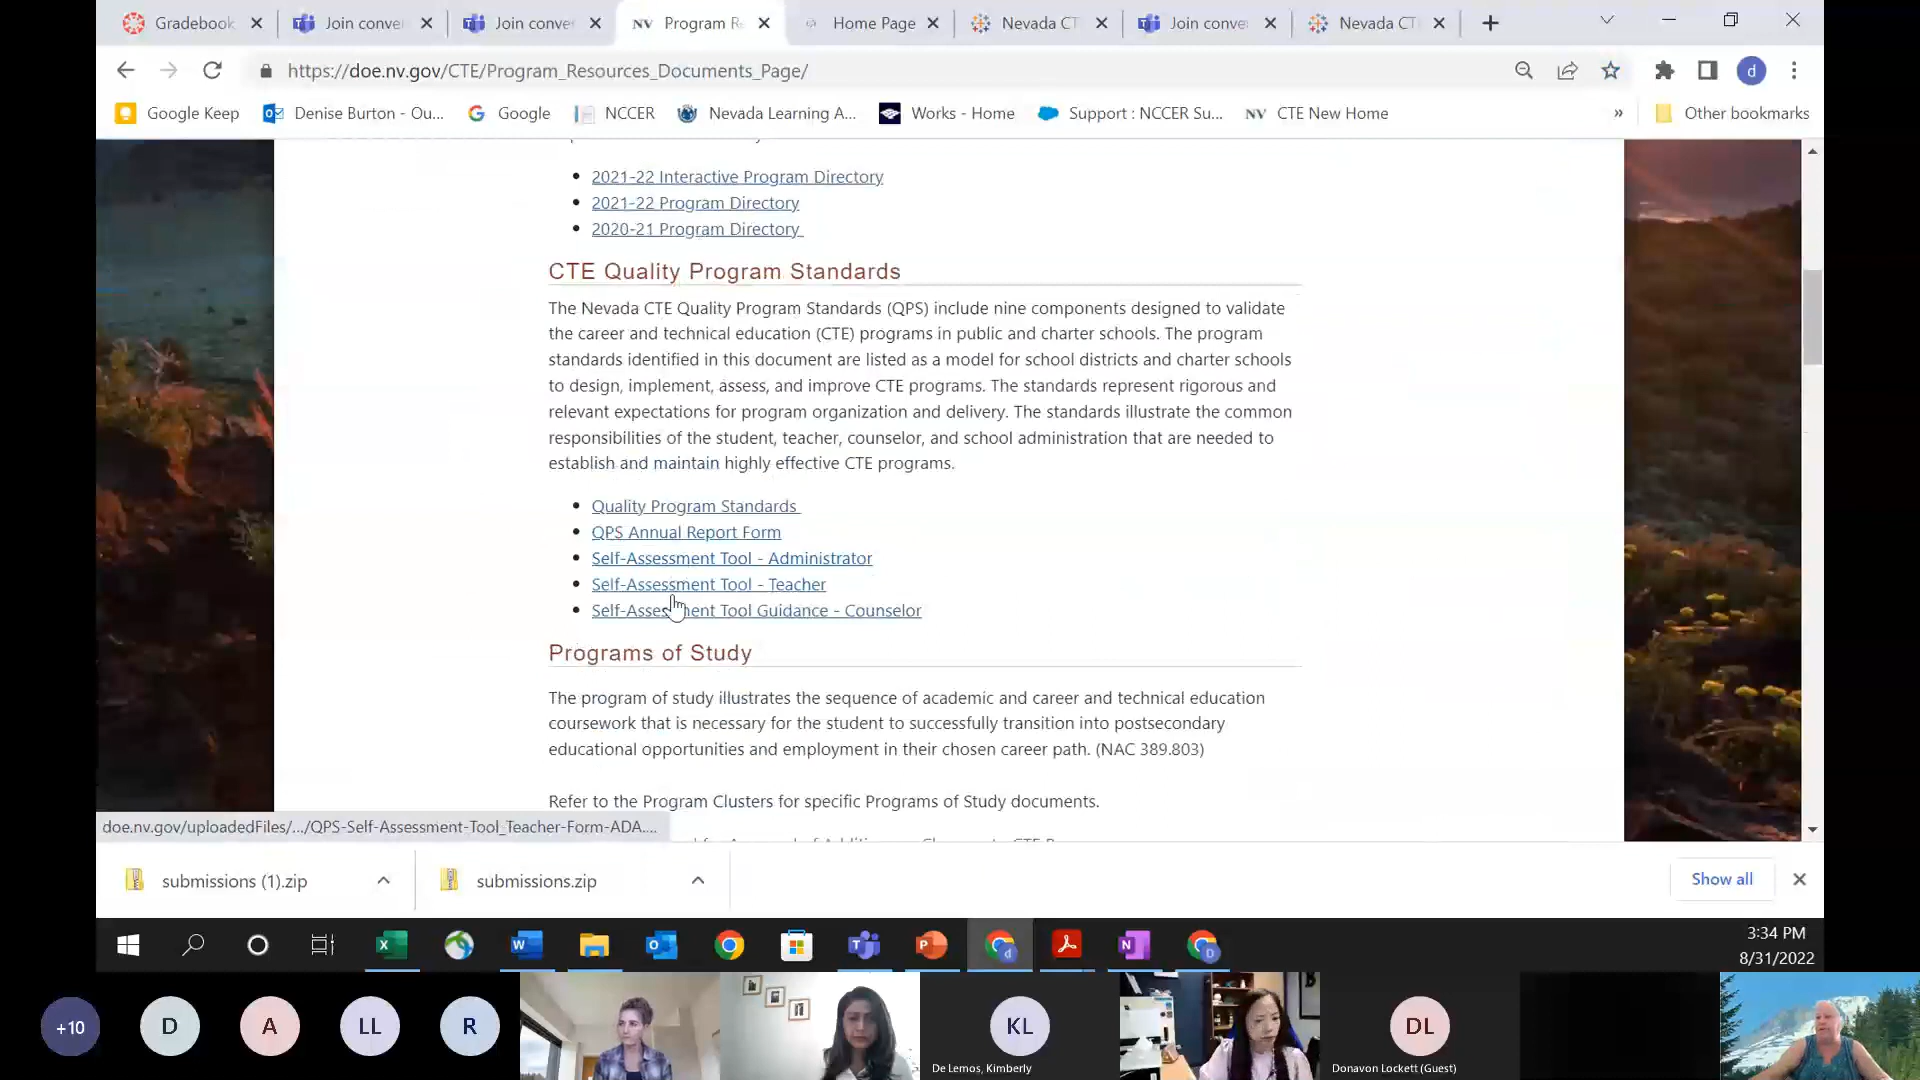 Gradebook
Join conve
Join conve
NV Program R
Home Page
Nevada CT
Join conve
Nevada CT
https://doe.nv.gov/CTE/Program_Resources_Documents_Page/
d
Google Keep
Denise Burton - Ou...
Google
NCCER
Nevada Learning A...
Works - Home
Support : NCCER Su...
NV CTE New Home
»
Other bookmarks
2021-22 Interactive Program Directory
2021-22 Program Directory
2020-21 Program Directory
CTE Quality Program Standards
The Nevada CTE Quality Program Standards (QPS) include nine components designed to validate
the career and technical education (CTE) programs in public and charter schools. The program
standards identified in this document are listed as a model for school districts and charter schools
to design, implement, assess, and improve CTE programs. The standards represent rigorous and
relevant expectations for program organization and delivery. The standards illustrate the common
responsibilities of the student, teacher, counselor, and school administration that are needed to
establish and maintain highly effective CTE programs.
Quality Program Standards
QPS Annual Report Form
Self-Assessment Tool - Administrator
Self-Assessment Tool - Teacher
Self-Assessment Tool Guidance - Counselor
Programs of Study
The program of study illustrates the sequence of academic and career and technical education
coursework that is necessary for the student to successfully transition into postsecondary
educational opportunities and employment in their chosen career path. (NAC 389.803)
Refer to the Program Clusters for specific Programs of Study documents.
doe.nv.gov/uploadedFiles/.../QPS-Self-Assessment-Tool_Teacher-Form-ADA....
submissions (1).zip
submissions.zip
Show all
3:34 PM
8/31/2022
+10
D
A
LL
R
KL
De Lemos, Kimberly
DL
Donavon Lockett (Guest)